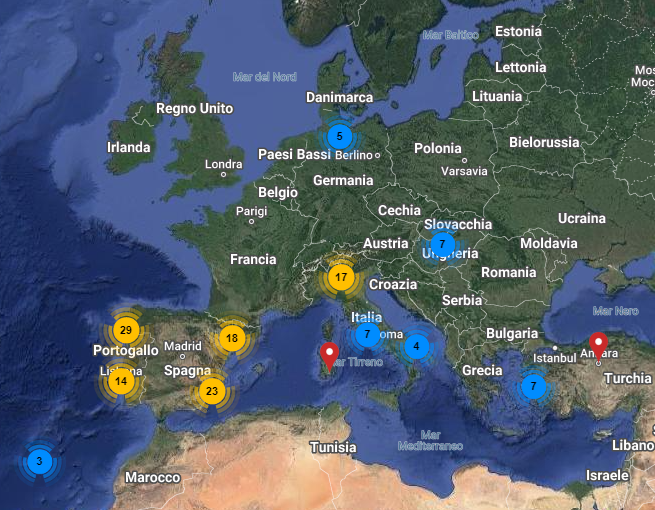 Estonia
Mar Baltico
Lettonia
Mos
Moc
Mar del Nord
Danimarca
Lituania
Regno Unito
5
Irlanda
Paesi Bassi
Berlino
Polonia
Bielorussia
Londra
Varsavia
Germania
Belgio
Parigi
Cechia
Slovacchia
Ucraina
Austria
7
Ungheria
Moldavia
Francia
Romania
17
Croazia
Serbia
Mar Nero
Italia
29
18
7
oma
4
Bulgaria
Portogallo
Madrid
Mar Tirreno
Istanbul
Ankara
Spagna
Grecia
Turchia
Lisbona
14
23
7
Tunisia
Mar
Mediterraneo
Libano
3
Marocco
Israele